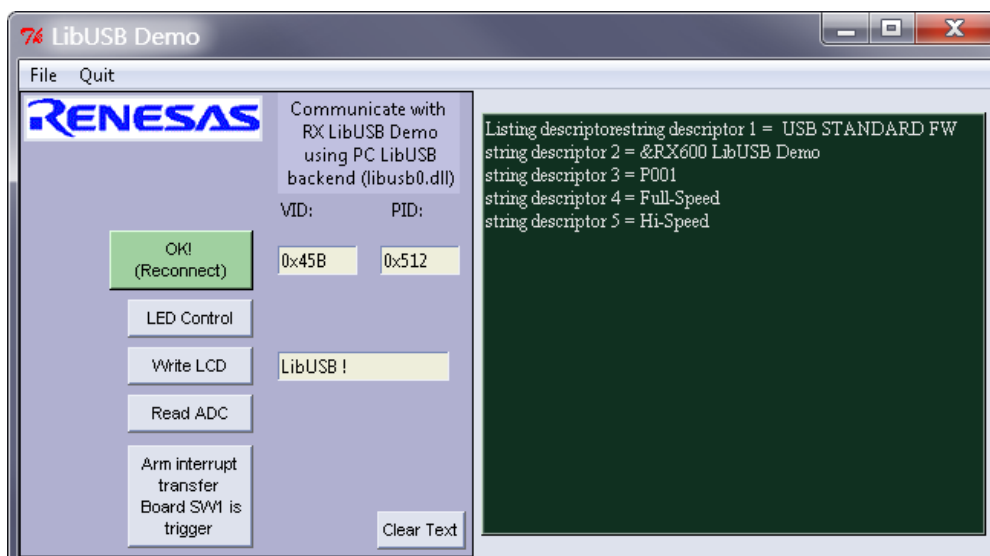 LibUSB Demo
File Quit
RENESAS
Communicate with
RX LibUSB Demo
using PC LibUSB
backend (libusb0.dll)
VID: PID:
OK!
(Reconnect)
0x45B 0x512
LED Control
Write LCD
LibUSB !
Read ADC
Arm interrupt
transfer
Board SW1 is
trigger
Clear Text
Listing descriptorestring descriptor 1 = USB STANDARD FW
string descriptor 2 = &RX600 LibUSB Demo
string descriptor 3 = P001
string descriptor 4 = Full-Speed
string descriptor 5 = Hi-Speed